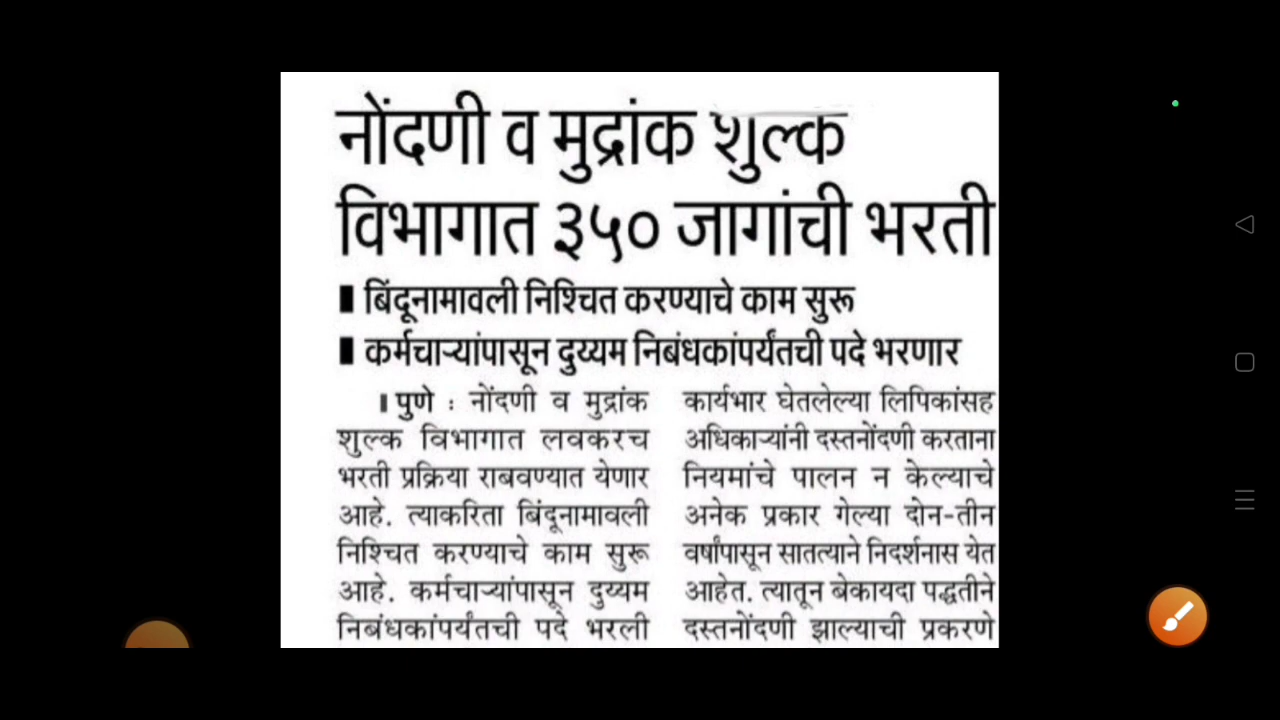 नोंदणी व मुद्रांक शुल्क
विभागात ३५० जागांची भरती
बिंदूनामावली निश्चित करण्याचे काम सुरू
कर्मचाऱ्यांपासून दुय्यम निबंधकांपर्यंतची पदे भरणार
पुणे : नोंदणी व मुद्रांक
शुल्क विभागात लवकरच
भरती प्रक्रिया राबवण्यात येणार
आहे. त्याकरिता बिंदूनामावली
निश्चित करण्याचे काम सुरू
आहे. कर्मचाऱ्यांपासून दुय्यम
निबंधकांपर्यंतची पदे भरली
कार्यभार घेतलेल्या लिपिकांसह
अधिकाऱ्यांनी दस्तनोंदणी करताना
नियमांचे पालन न केल्याचे
अनेक प्रकार गेल्या दोन-तीन
वर्षांपासून सातत्याने निदर्शनास येत
आहेत. त्यातून बेकायदा पद्धतीने
दस्तनोंदणी झाल्याची प्रकरणे